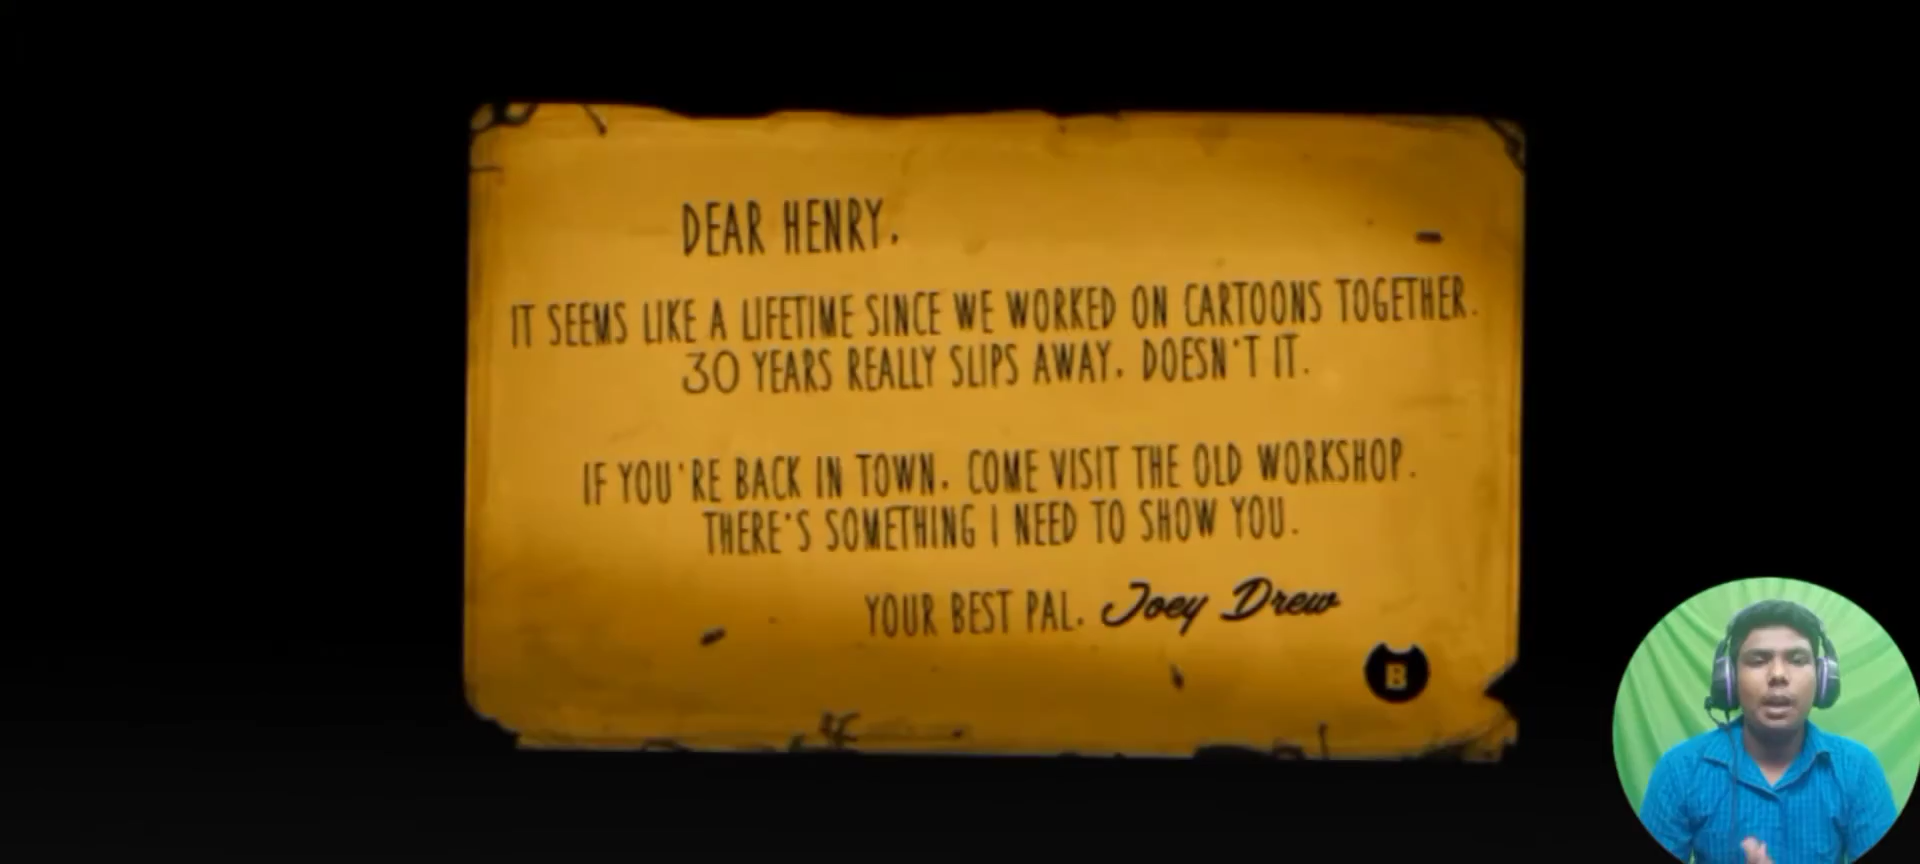 DEAR HENRY,
IT SEEMS LIKE A LIFETIME SINCE WE WORKED ON CARTOONS TOGETHER.
30 YEARS REALLY SLIPS AWAY, DOESN'T IT.
IF YOU'RE BACK IN TOWN, COME VISIT THE OLD WORKSHOP.
THERE'S SOMETHING I NEED TO SHOW YOU.
YOUR BEST PAL, Joey Drew
B